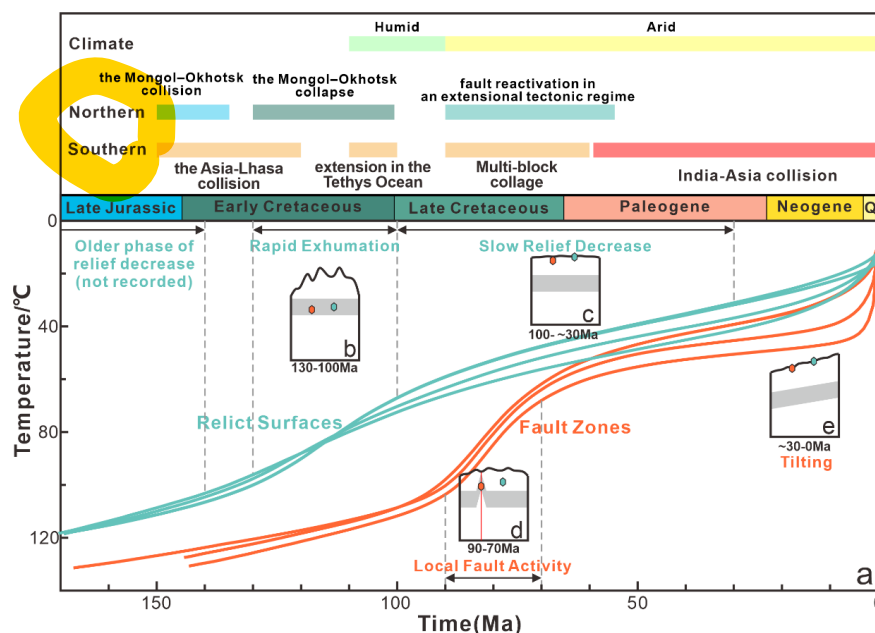 Humid
Arid
Climate
the Mongol–Okhotsk
collision
the Mongol–Okhotsk
collapse
fault reactivation in
an extensional tectonic regime
Northern
Southern
the Asia-Lhasa
collision
extension in the
Tethys Ocean
Multi-block
collage
India-Asia collision
Late Jurassic
Early Cretaceous
Late Cretaceous
Paleogene
Neogene
Q
0
Older phase of
relief decrease
(not recorded)
Rapid Exhumation
Slow Relief Decrease
b
130-100Ma
c
100- ~30Ma
40
Temperature/℃
Relict Surfaces
Fault Zones
80
e
~30-0Ma
Tilting
d
90-70Ma
120
Local Fault Activity
a
150
100
50
0
Time(Ma)